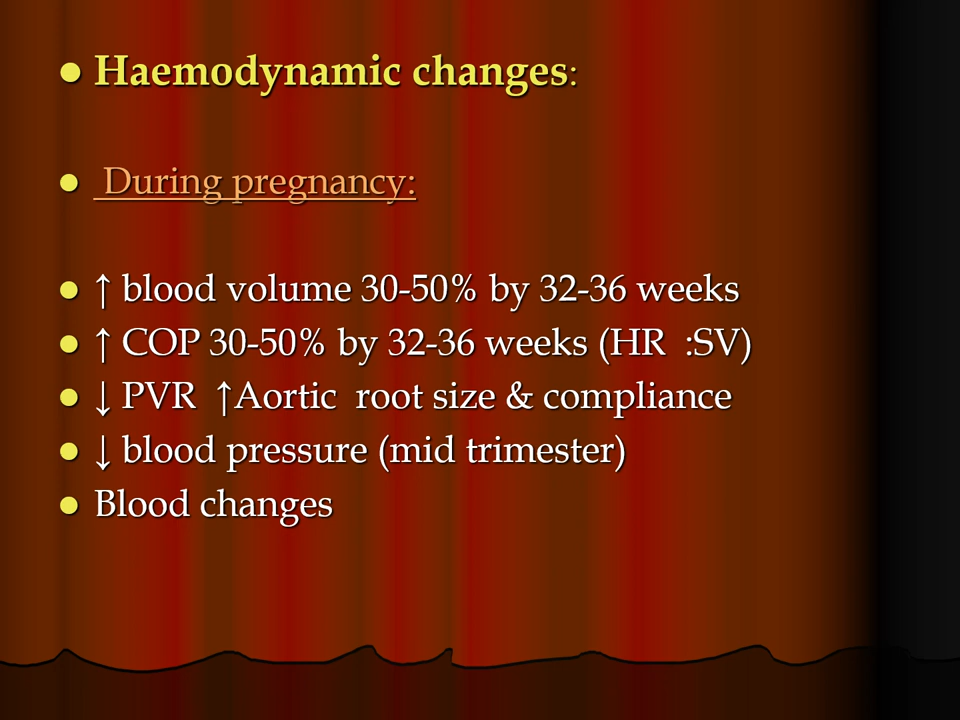 ● Haemodynamic changes:
● During pregnancy:
● ↑ blood volume 30-50% by 32-36 weeks
● ↑ COP 30-50% by 32-36 weeks (HR :SV)
● ↓ PVR ↑Aortic root size & compliance
● ↓ blood pressure (mid trimester)
● Blood changes